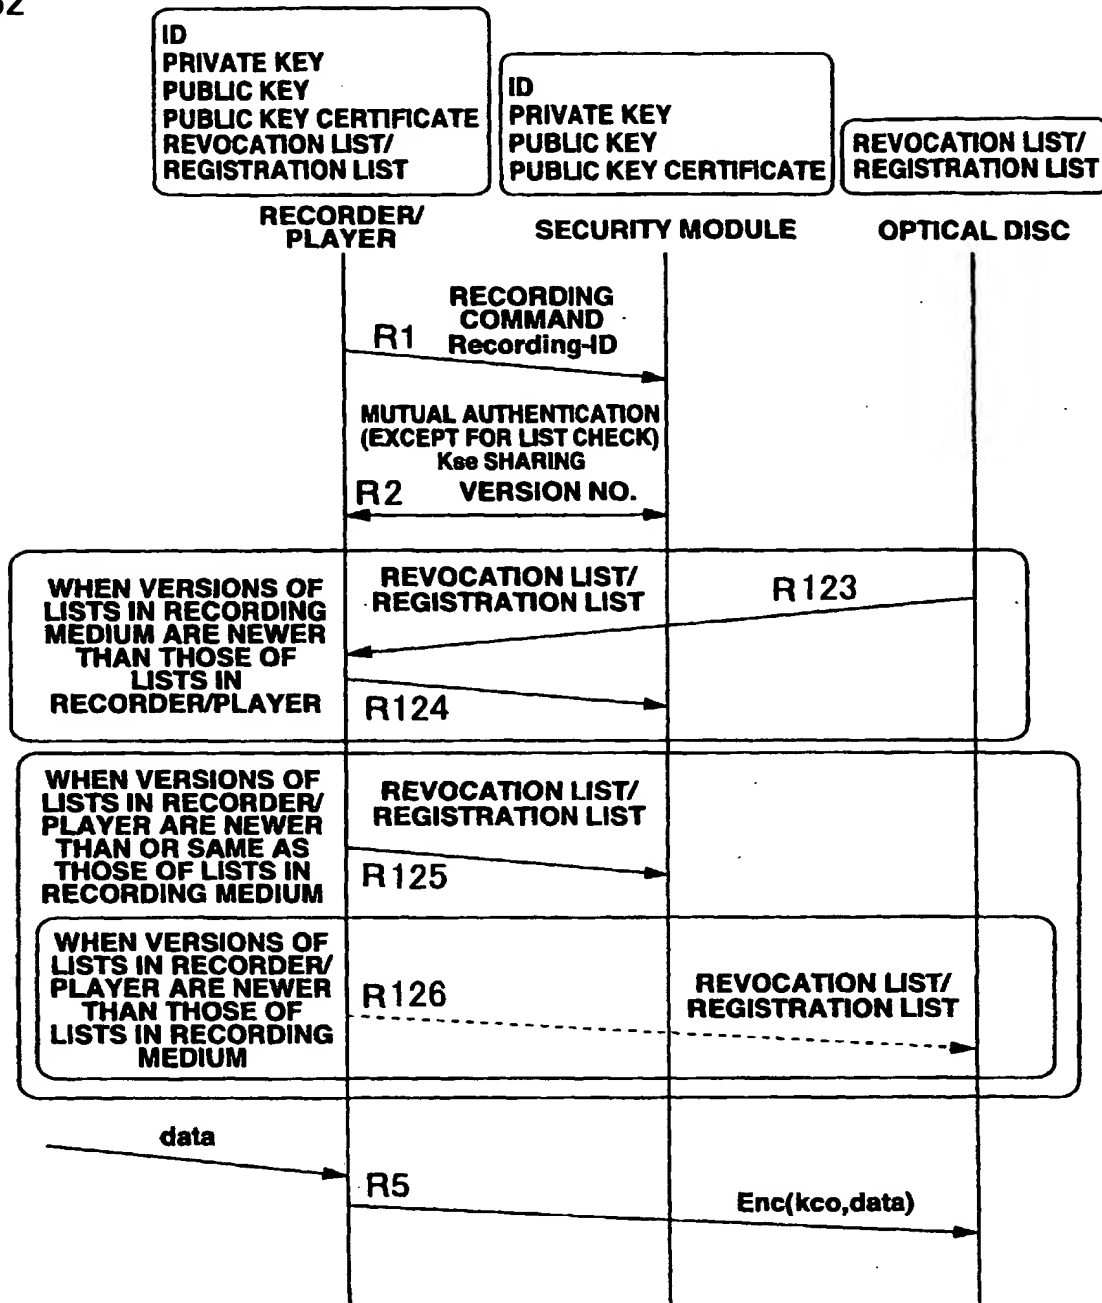 ID
PRIVATE KEY
PUBLIC KEY
PUBLIC KEY CERTIFICATE
REVOCATION LIST/
REGISTRATION LIST
ID
PRIVATE KEY
PUBLIC KEY
PUBLIC KEY CERTIFICATE
REVOCATION LIST/
REGISTRATION LIST
RECORDER/
PLAYER
SECURITY MODULE
OPTICAL DISC
RECORDING
COMMAND
Recording-ID
R1
MUTUAL AUTHENTICATION
(EXCEPT FOR LIST CHECK)
Kse SHARING
R2 VERSION NO.
WHEN VERSIONS OF
LISTS IN RECORDING
MEDIUM ARE NEWER
THAN THOSE OF
LISTS IN
RECORDER/PLAYER
REVOCATION LIST/
REGISTRATION LIST
R123
R124
WHEN VERSIONS OF
LISTS IN RECORDER/
PLAYER ARE NEWER
THAN OR SAME AS
THOSE OF LISTS IN
RECORDING MEDIUM
REVOCATION LIST/
REGISTRATION LIST
R125
WHEN VERSIONS OF
LISTS IN RECORDER/
PLAYER ARE NEWER
THAN THOSE OF
LISTS IN RECORDING
MEDIUM
R126
REVOCATION LIST/
REGISTRATION LIST
data
R5
Enc(kco,data)